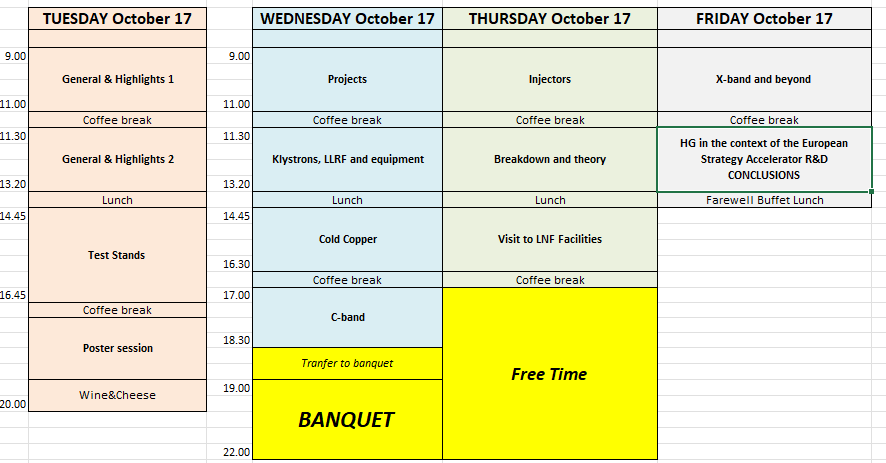 TUESDAY October 17
WEDNESDAY October 17
THURSDAY October 17
FRIDAY October 17
9.00
General & Highlights 1
9.00
Projects
Injectors
X-band and beyond
11.00
11.00
Coffee break
Coffee break
Coffee break
Coffee break
11.30
General & Highlights 2
11.30
Klystrons, LLRF and equipment
Breakdown and theory
HG in the context of the European
Strategy Accelerator R&D
CONCLUSIONS
13.20
13.20
Lunch
Lunch
Lunch
Farewell Buffet Lunch
14.45
Test Stands
14.45
Cold Copper
Visit to LNF Facilities
16.30
Coffee break
Coffee break
16.45
17.00
Coffee break
C-band
Poster session
18.30
Tranfer to banquet
Free Time
19.00
Wine&Cheese
20.00
BANQUET
22.00